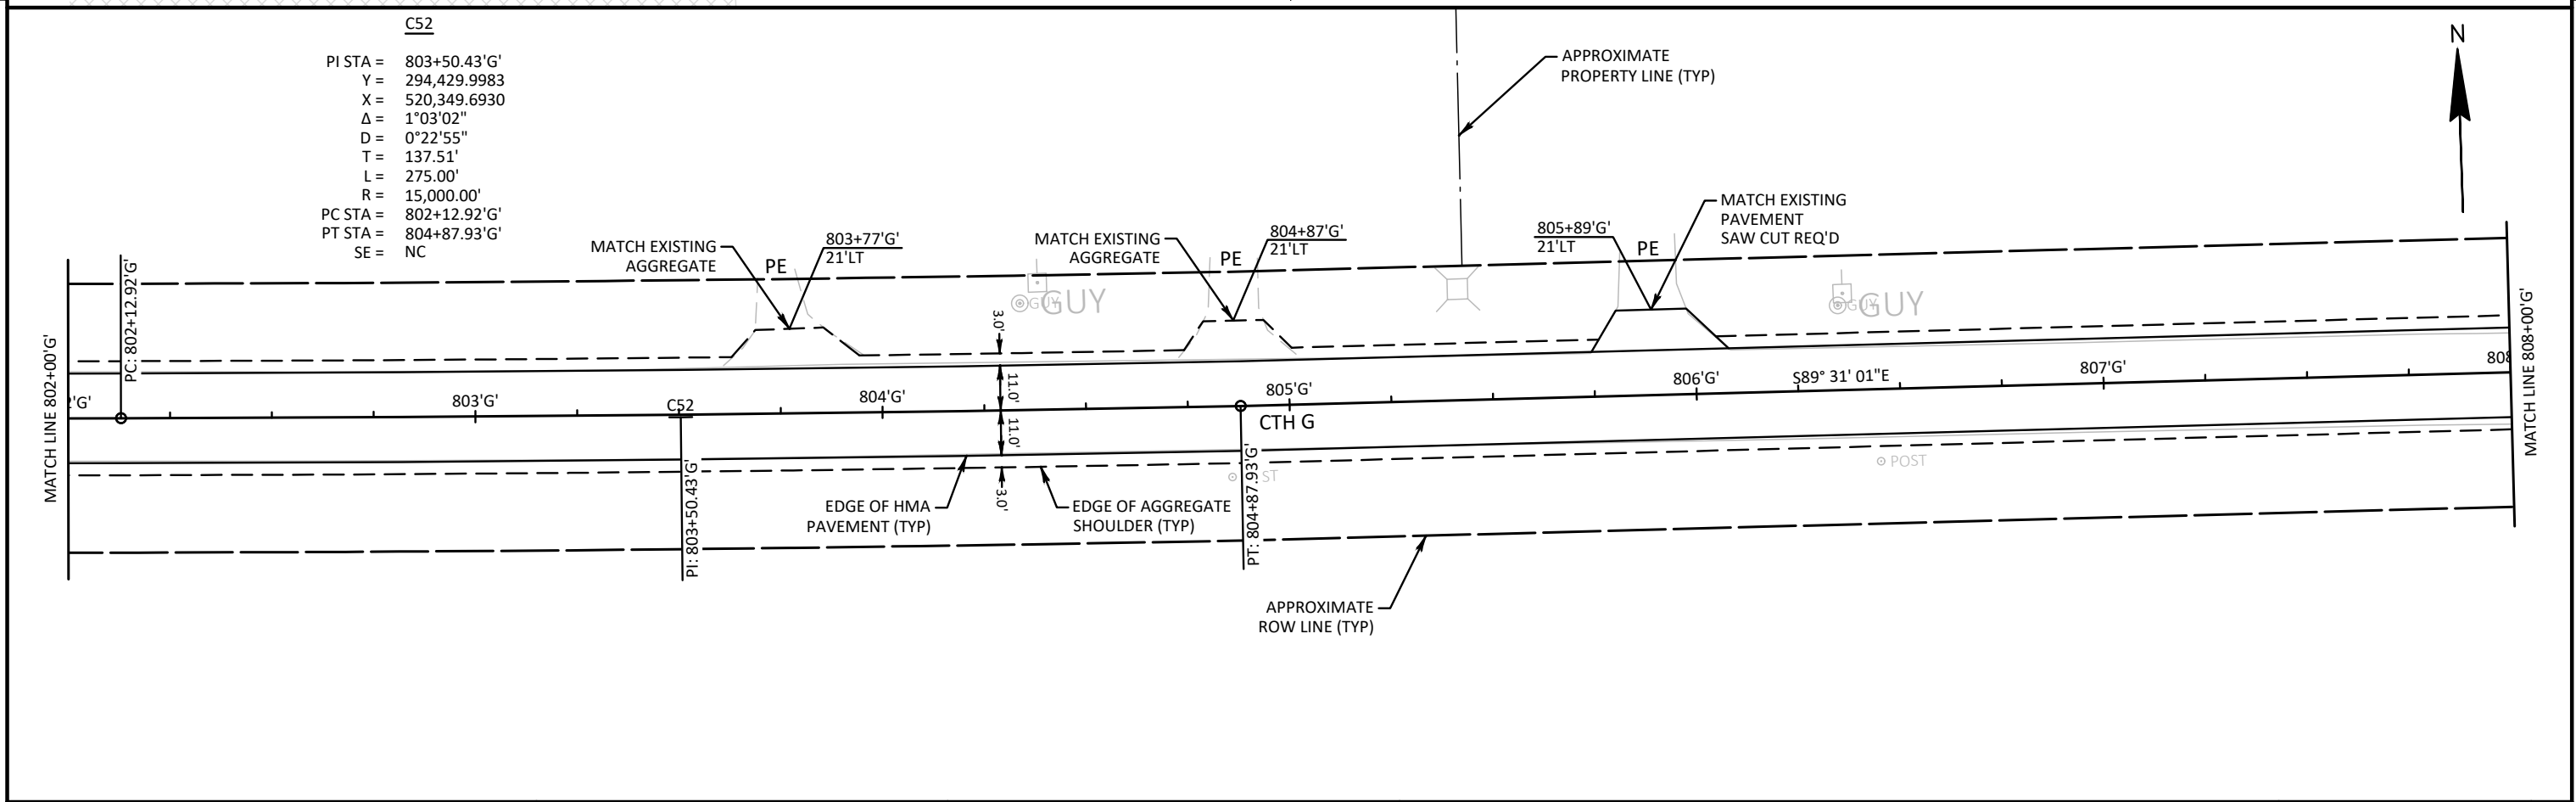 C52
PI STA = 803+50.43'G'
Y = 294,429.9983
X = 520,349.6930
Δ = 1°03'02"
D = 0°22'55"
T = 137.51'
L = 275.00'
R = 15,000.00'
PC STA = 802+12.92'G'
PT STA = 804+87.93'G'
SE = NC
APPROXIMATE
PROPERTY LINE (TYP)
N
MATCH EXISTING
AGGREGATE
PE
803+77'G'
21'LT
MATCH EXISTING
AGGREGATE
PE
804+87'G'
21'LT
805+89'G'
21'LT
PE
MATCH EXISTING
PAVEMENT
SAW CUT REQ'D
GUY
GUY
GUY
GUY
MATCH LINE 802+00'G'
PC: 802+12.92'G'
'G'
803'G'
C52
804'G'
3.0'
11.0'
11.0'
3.0'
805'G'
CTH G
806'G'
S89° 31' 01"E
807'G'
808
MATCH LINE 808+00'G'
PI: 803+50.43'G'
EDGE OF HMA
PAVEMENT (TYP)
EDGE OF AGGREGATE
SHOULDER (TYP)
PT: 804+87.93'G'
ST
POST
APPROXIMATE
ROW LINE (TYP)